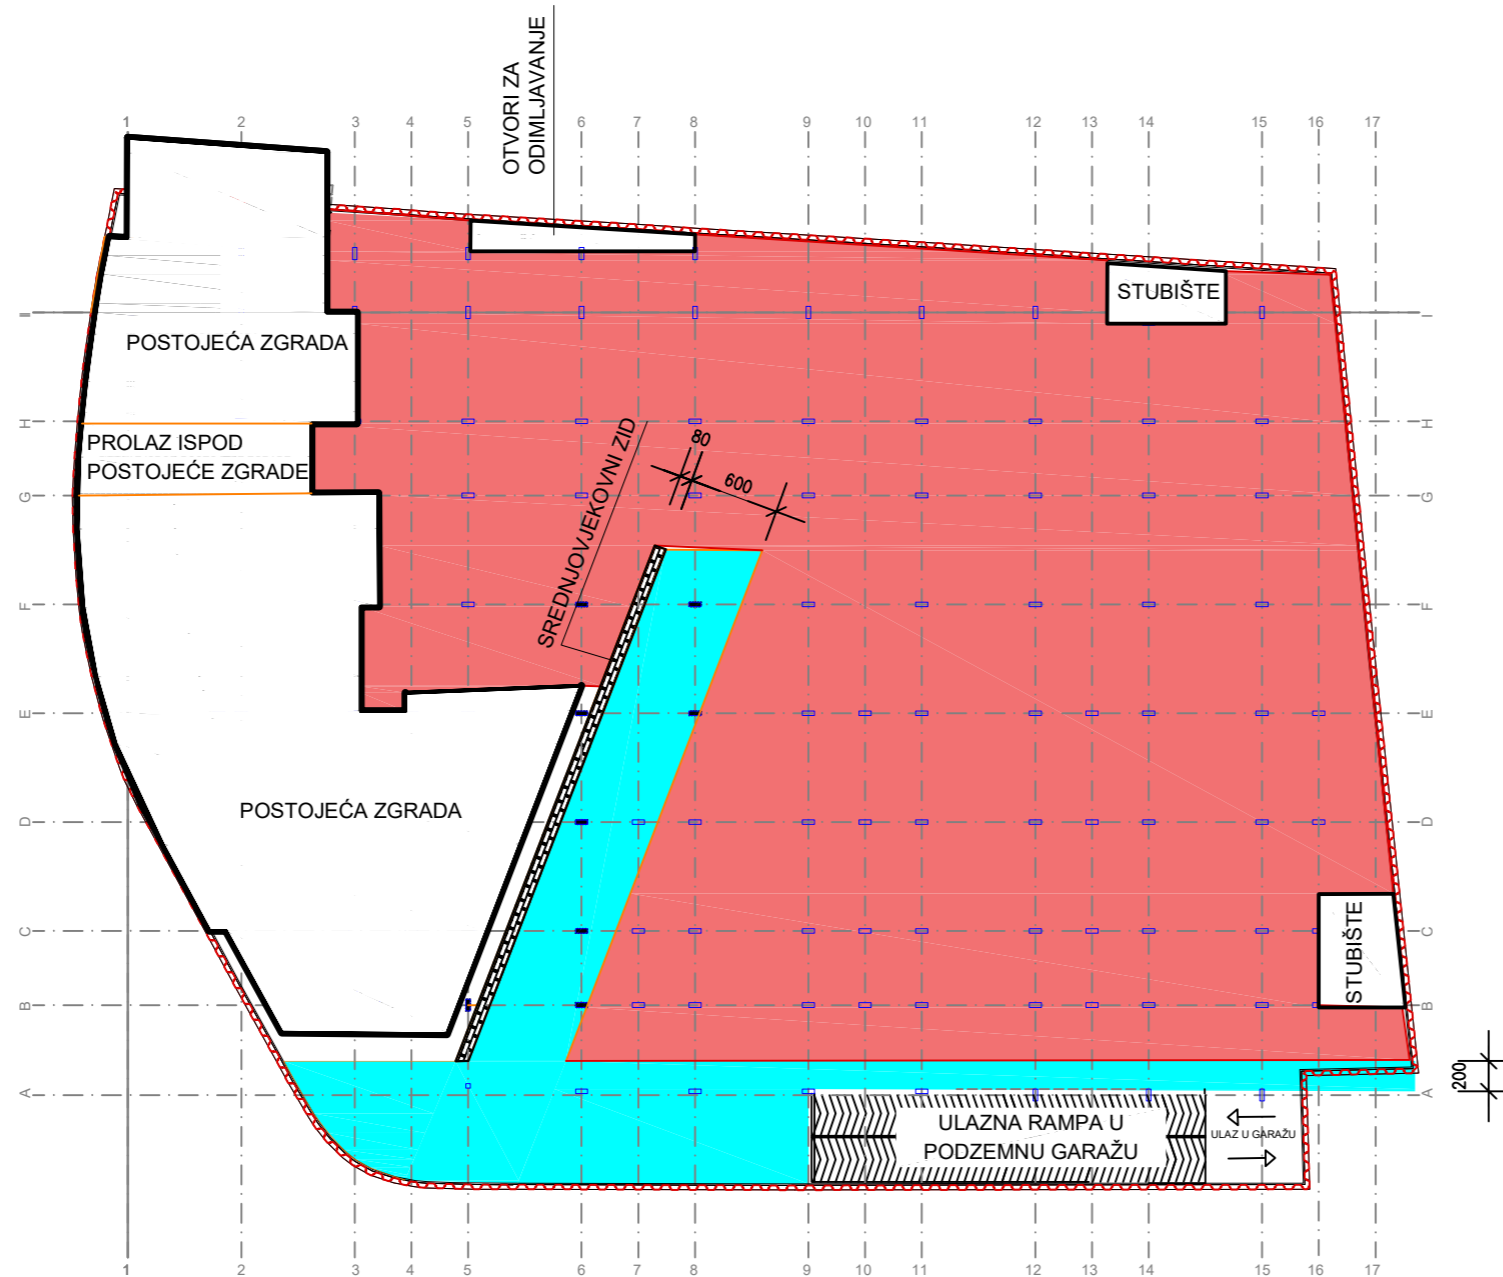 OTVORI ZA
ODIMLJAVANJE
1 2 3 4 5 6 7 8 9 10 11 12 13 14 15 16 17
STUBIŠTE
I I
POSTOJEĆA ZGRADA
H H
PROLAZ ISPOD
POSTOJEĆE ZGRADE
SREDNJOVJEKOVNI ZID
80
600
G G
F F
E E
POSTOJEĆA ZGRADA
D D
C C
STUBIŠTE
B B
200
A A
ULAZNA RAMPA U
PODZEMNU GARAŽU
ULAZ U GARAŽU
1 2 3 4 5 6 7 8 9 10 11 12 13 14 15 16 17